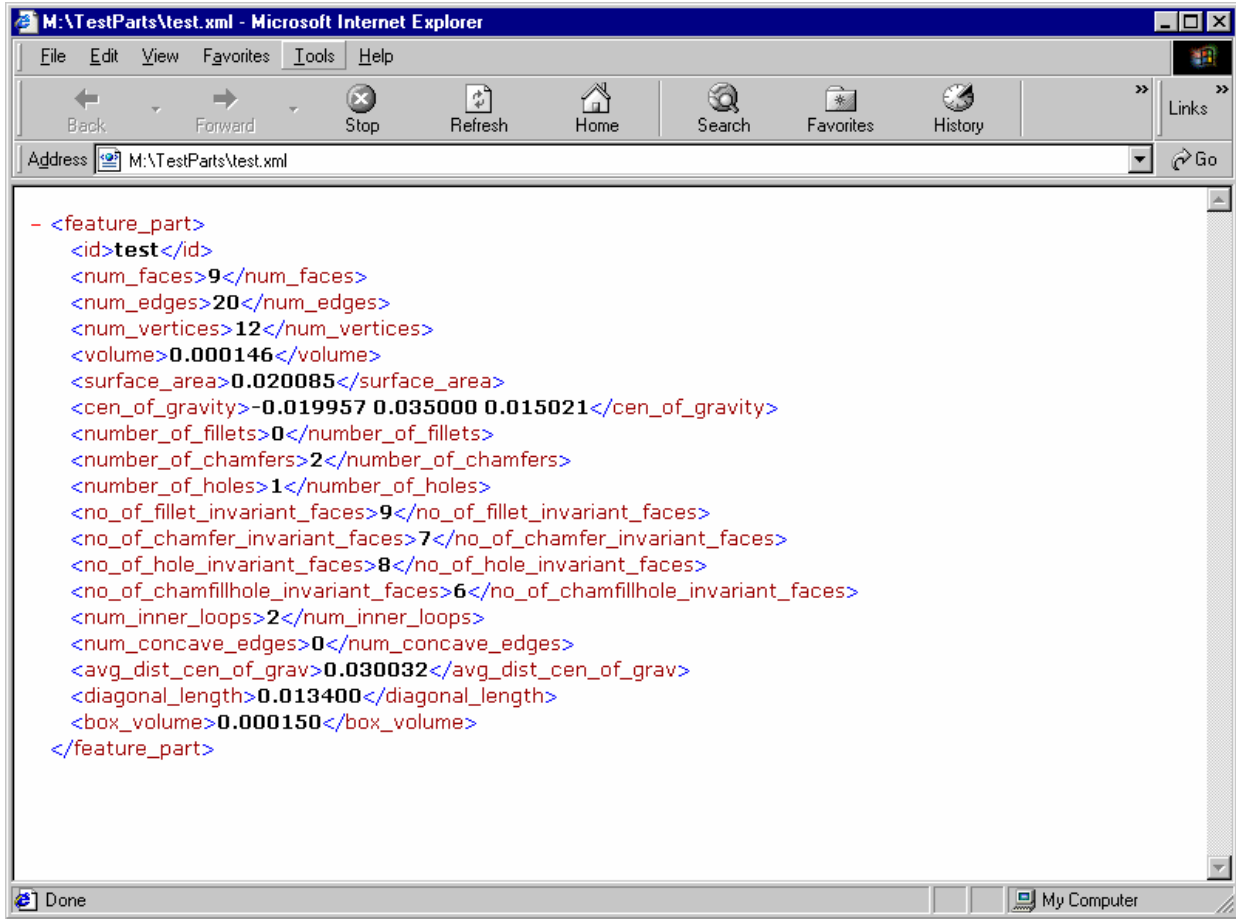 M:\TestParts\test.xml - Microsoft Internet Explorer
File Edit View Favorites Tools Help
Back Forward Stop Refresh Home Search Favorites History » Links »
Address M:\TestParts\test.xml Go
- <feature_part>
<id>test</id>
<num_faces>9</num_faces>
<num_edges>20</num_edges>
<num_vertices>12</num_vertices>
<volume>0.000146</volume>
<surface_area>0.020085</surface_area>
<cen_of_gravity>-0.019957 0.035000 0.015021</cen_of_gravity>
<number_of_fillets>0</number_of_fillets>
<number_of_chamfers>2</number_of_chamfers>
<number_of_holes>1</number_of_holes>
<no_of_fillet_invariant_faces>9</no_of_fillet_invariant_faces>
<no_of_chamfer_invariant_faces>7</no_of_chamfer_invariant_faces>
<no_of_hole_invariant_faces>8</no_of_hole_invariant_faces>
<no_of_chamfillhole_invariant_faces>6</no_of_chamfillhole_invariant_faces>
<num_inner_loops>2</num_inner_loops>
<num_concave_edges>0</num_concave_edges>
<avg_dist_cen_of_grav>0.030032</avg_dist_cen_of_grav>
<diagonal_length>0.013400</diagonal_length>
<box_volume>0.000150</box_volume>
</feature_part>
Done My Computer